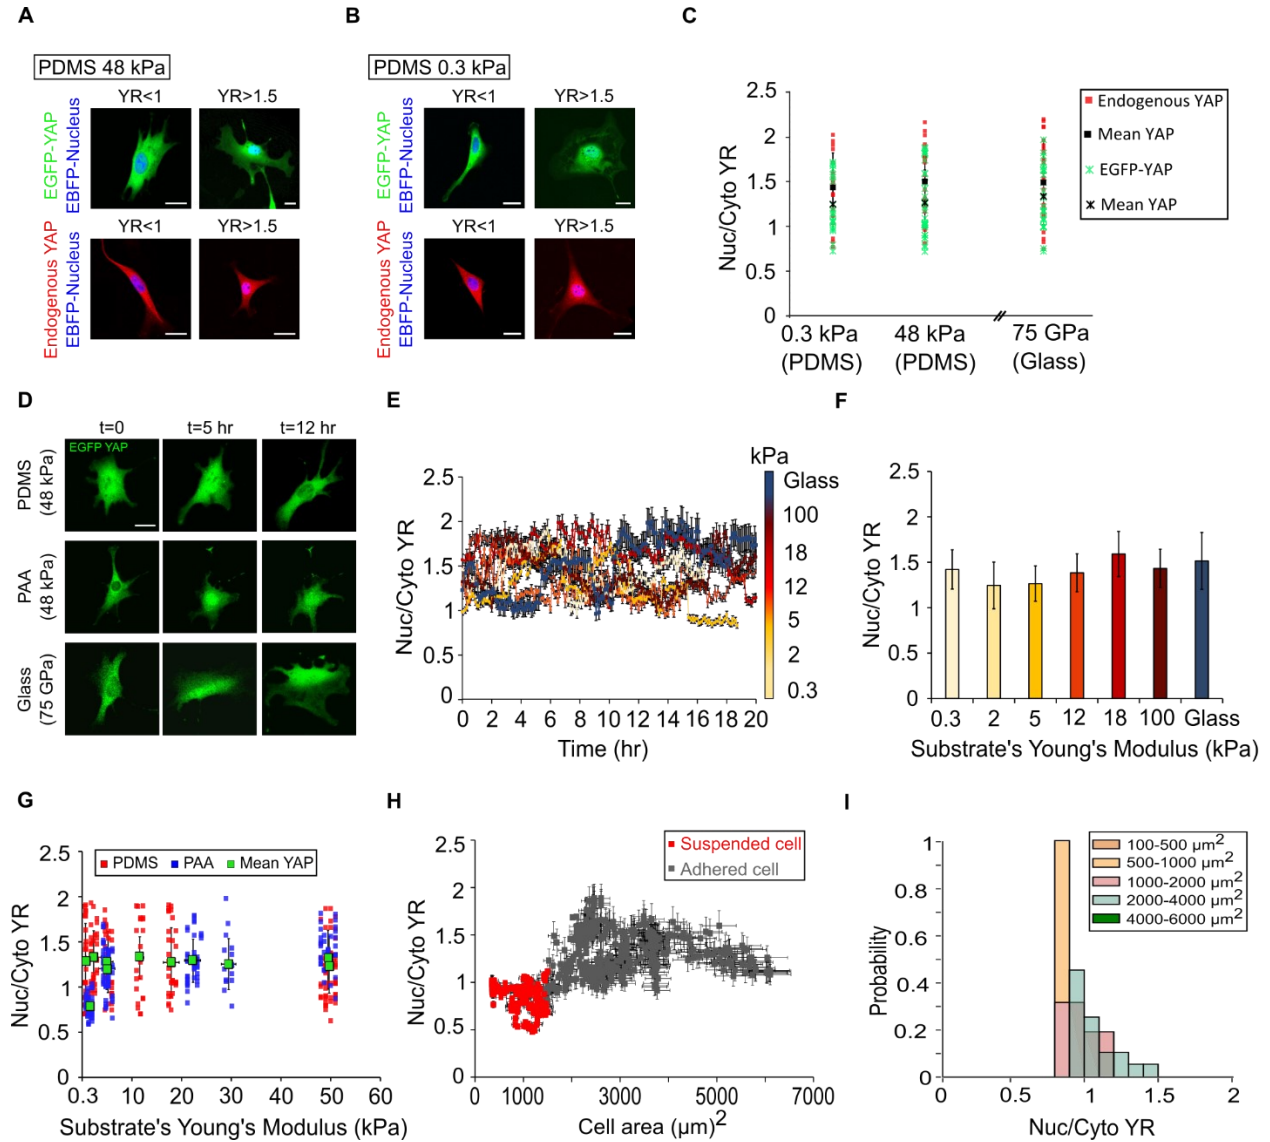 A
PDMS 48 kPa
YR<1 YR>1.5
EGFP-YAP
EBFP-Nucleus
YR<1 YR>1.5
Endogenous YAP
EBFP-Nucleus
B
PDMS 0.3 kPa
YR<1 YR>1.5
EGFP-YAP
EBFP-Nucleus
YR<1 YR>1.5
Endogenous YAP
EBFP-Nucleus
C
Nuc/Cyto YR
2.5
2
1.5
1
0.5
0
0.3 kPa 48 kPa 75 GPa
(PDMS) (PDMS) (Glass)
Endogenous YAP
Mean YAP
EGFP-YAP
Mean YAP
D
t=0 t=5 hr t=12 hr
EGFP YAP
PDMS
(48 kPa)
PAA
(48 kPa)
Glass
(75 GPa)
E
Nuc/Cyto YR
2.5
2
1.5
1
0.5
0
0 2 4 6 8 10 12 14 16 18 20
Time (hr)
kPa
Glass
100
18
12
5
2
0.3
F
Nuc/Cyto YR
2.5
2
1.5
1
0.5
0
0.3 2 5 12 18 100 Glass
Substrate's Young's Modulus (kPa)
G
Nuc/Cyto YR
2.5
2
1.5
1
0.5
0
PDMS PAA Mean YAP
0.3 10 20 30 40 50 60
Substrate's Young's Modulus (kPa)
H
Nuc/Cyto YR
2.5
2
1.5
1
0.5
0
Suspended cell
Adhered cell
1000 3000 5000 7000
Cell area (µm)2
I
Probability
1
0.8
0.6
0.4
0.2
0
100-500 µm2
500-1000 µm2
1000-2000 µm2
2000-4000 µm2
4000-6000 µm2
0 0.5 1 1.5 2
Nuc/Cyto YR